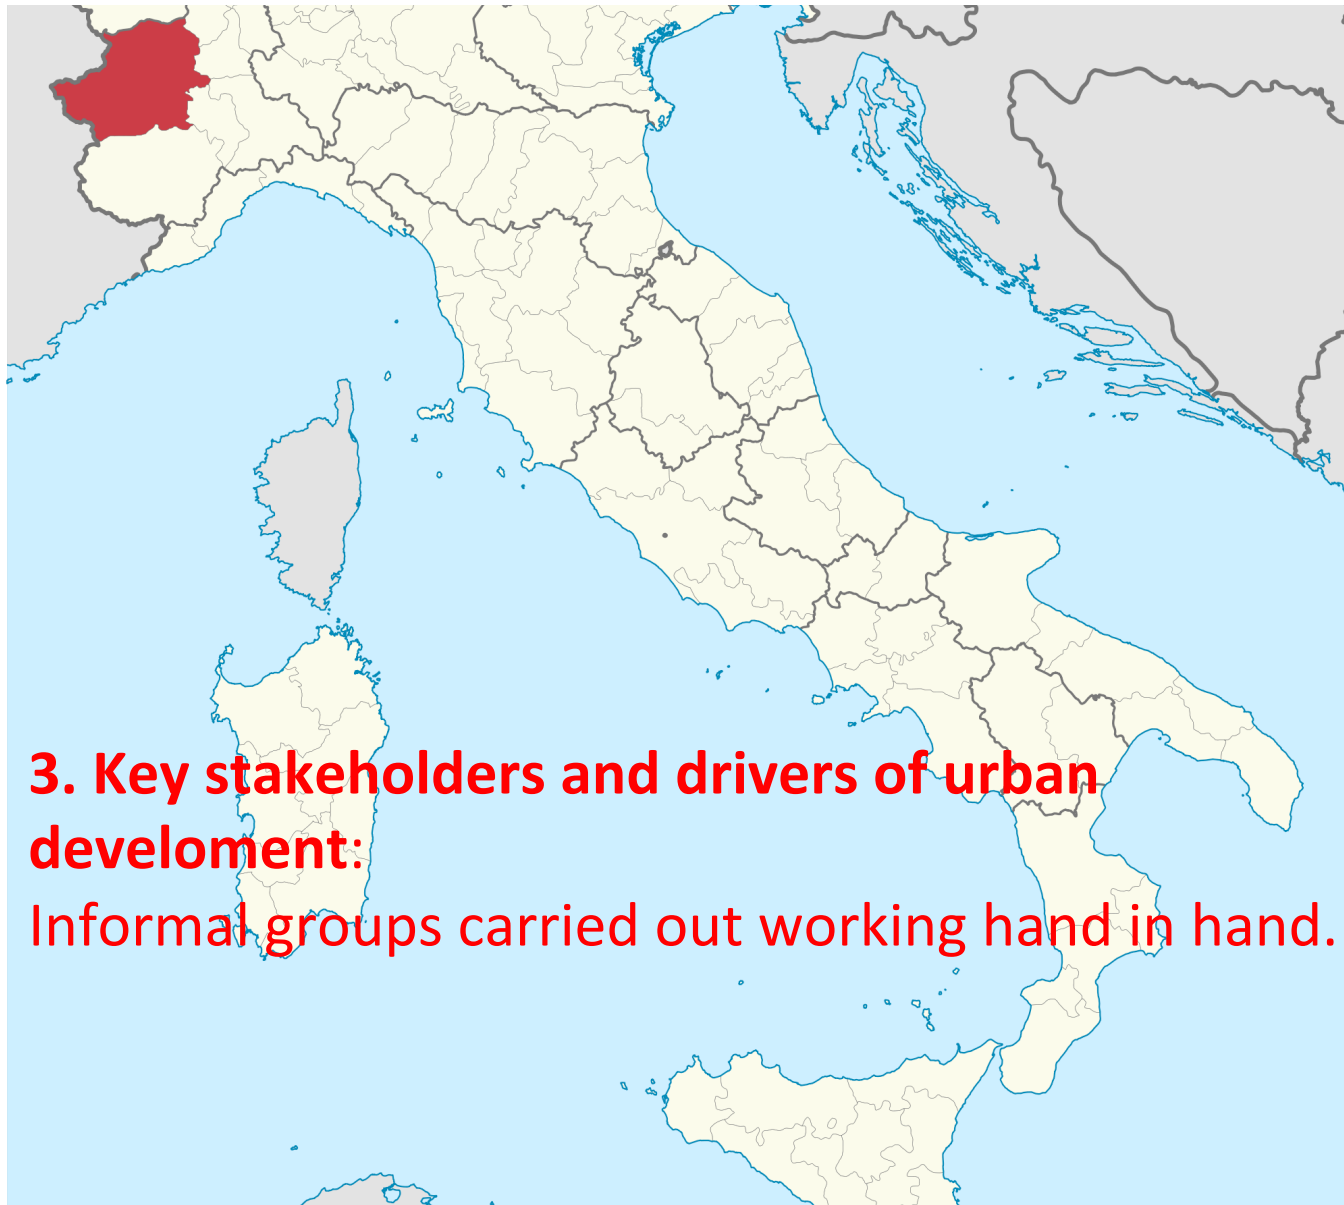 3. Key stakeholders and drivers of urban
develoment:
Informal groups carried out working hand in hand.